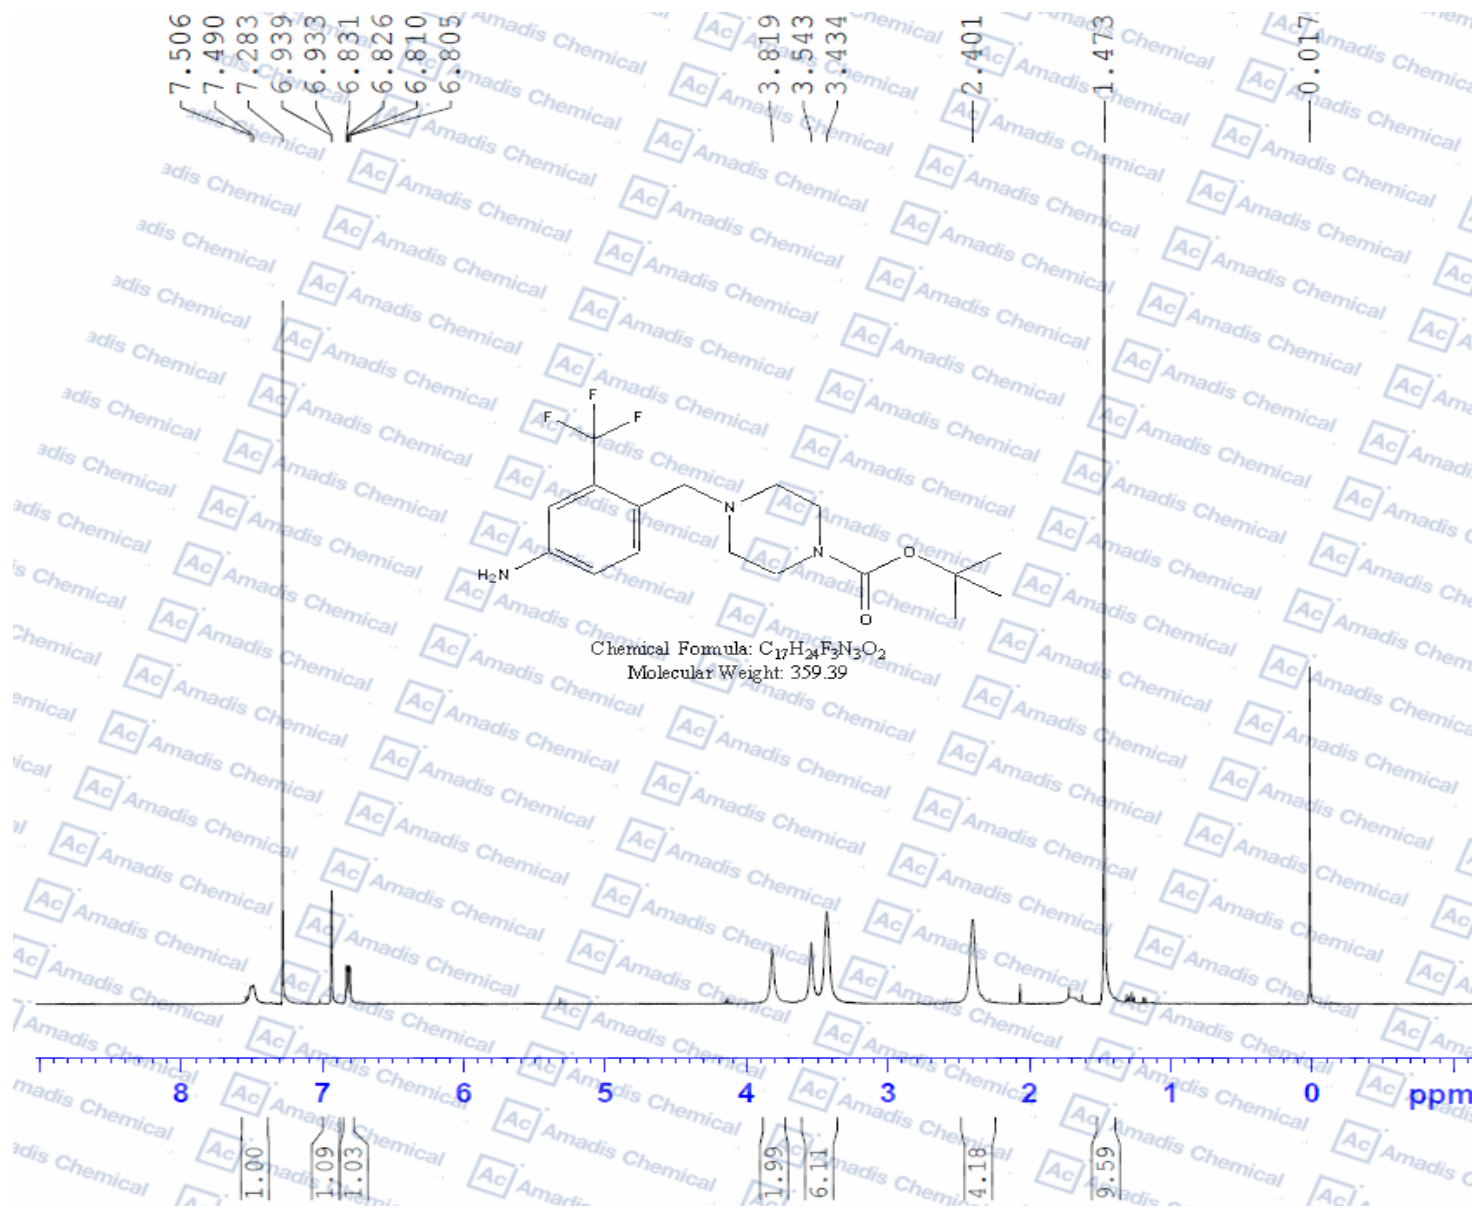 7.506
7.490
7.283
6.939
6.933
6.831
6.826
6.810
6.805
3.819
3.543
3.434
2.401
1.473
0.017
F
F
F
N
N
O
O
H2N
Chemical Formula: C17H24F3N3O2
Molecular Weight: 359.39
8 7 6 5 4 3 2 1 0 ppm
1.00
1.09
1.03
1.99
6.11
4.18
9.59
Ac Amadis Chemical